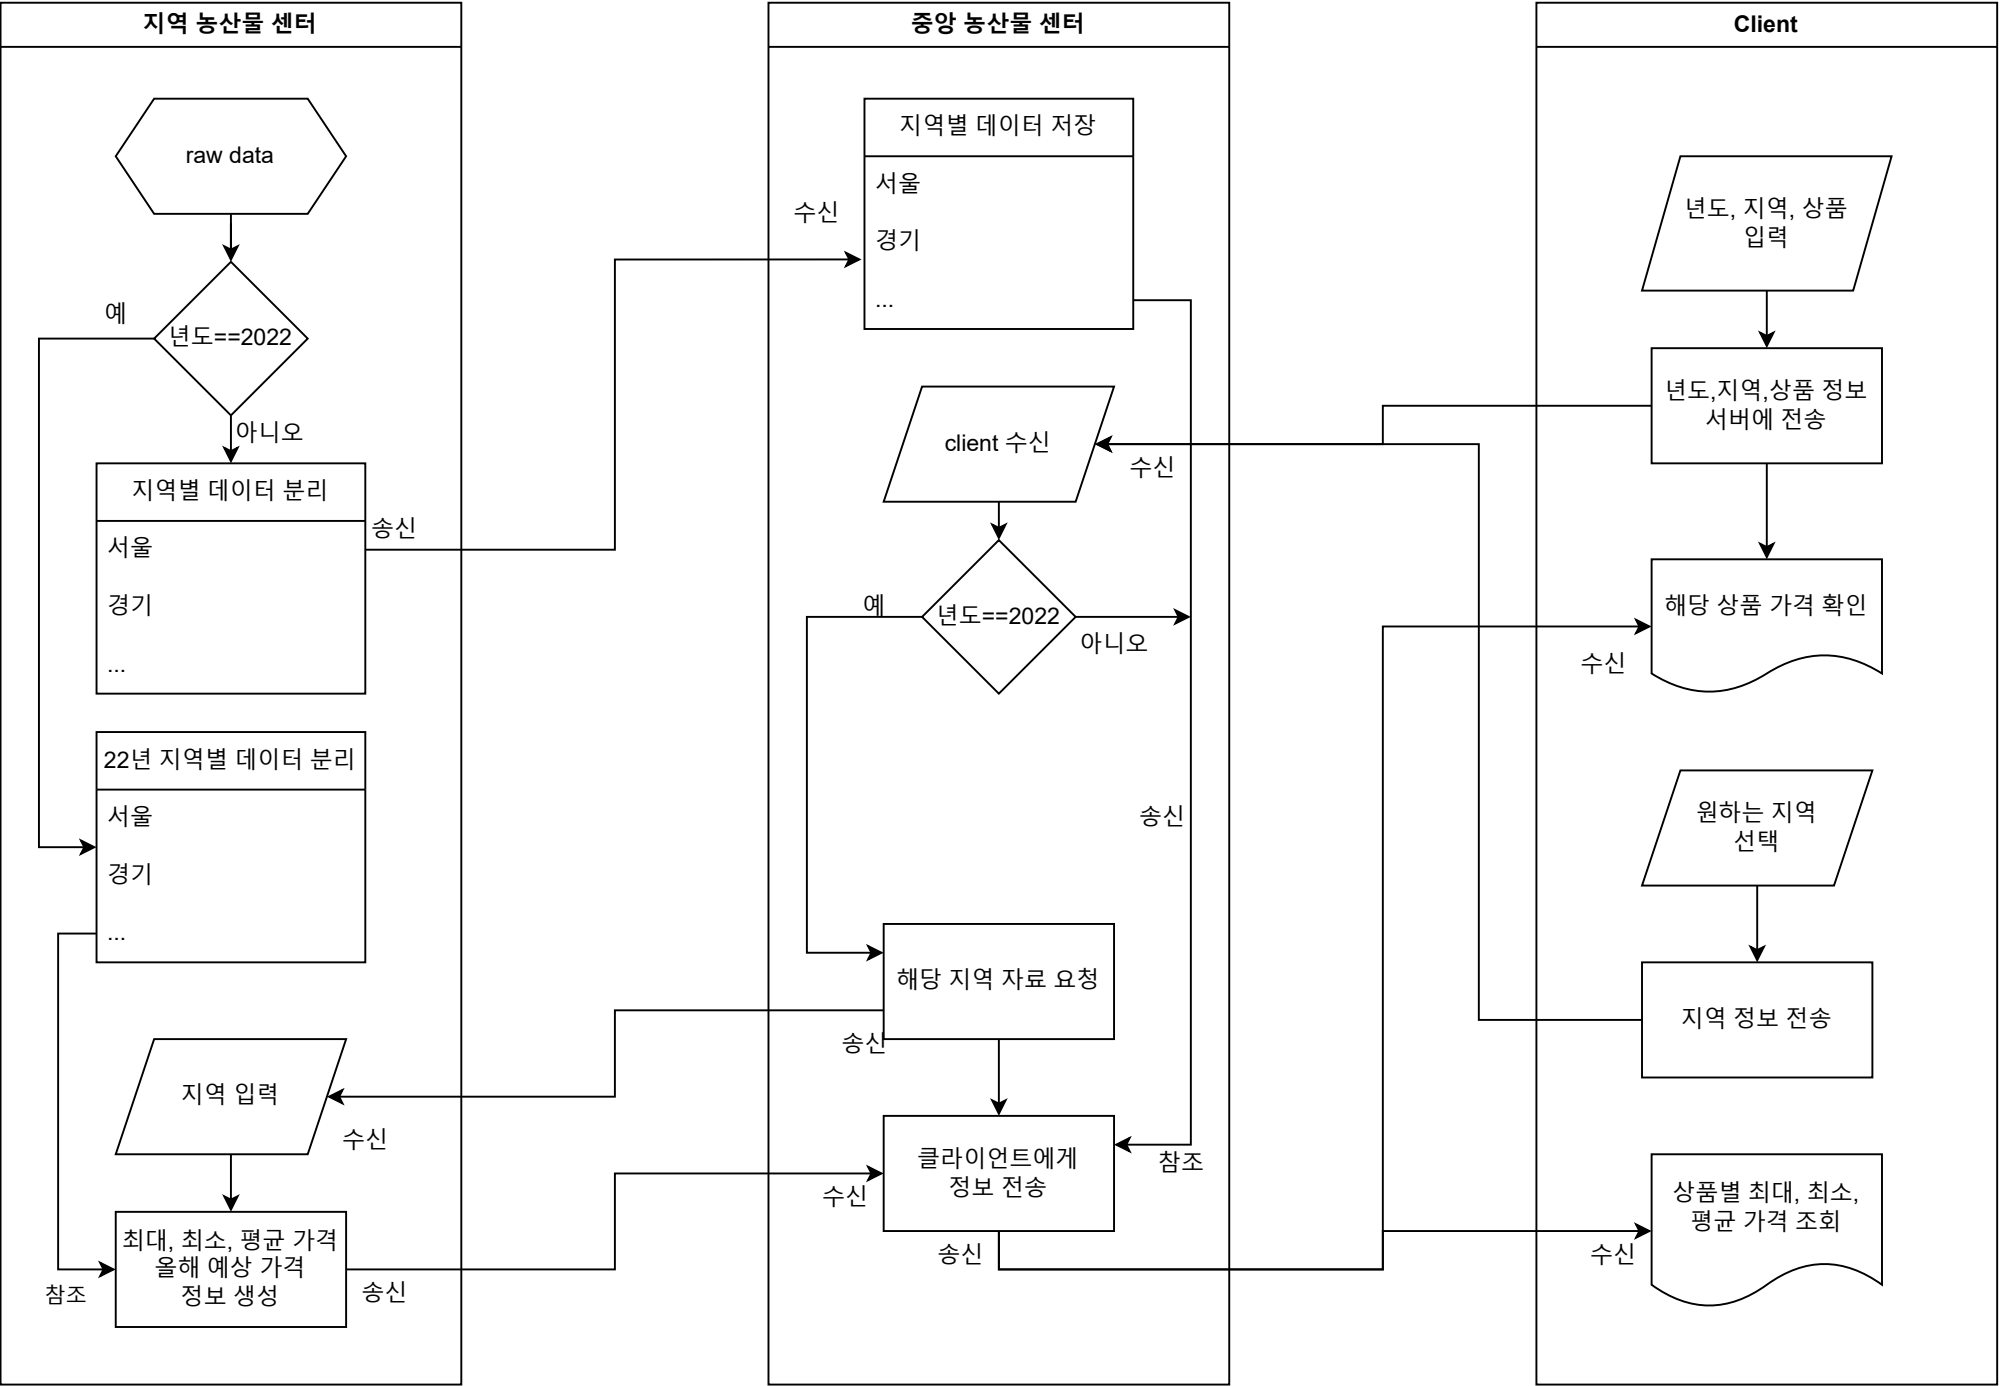 지역 농산물 센터
raw data
예
년도==2022
아니오
지역별 데이터 분리
송신
서울
경기
...
22년 지역별 데이터 분리
서울
경기
...
지역 입력
수신
최대, 최소, 평균 가격
올해 예상 가격
정보 생성
참조
송신
중앙 농산물 센터
지역별 데이터 저장
서울
수신
경기
...
client 수신
수신
예
년도==2022
아니오
송신
해당 지역 자료 요청
송신
클라이언트에게
정보 전송
참조
수신
송신
Client
년도, 지역, 상품
입력
년도,지역,상품 정보
서버에 전송
해당 상품 가격 확인
수신
원하는 지역
선택
지역 정보 전송
상품별 최대, 최소,
평균 가격 조회
수신